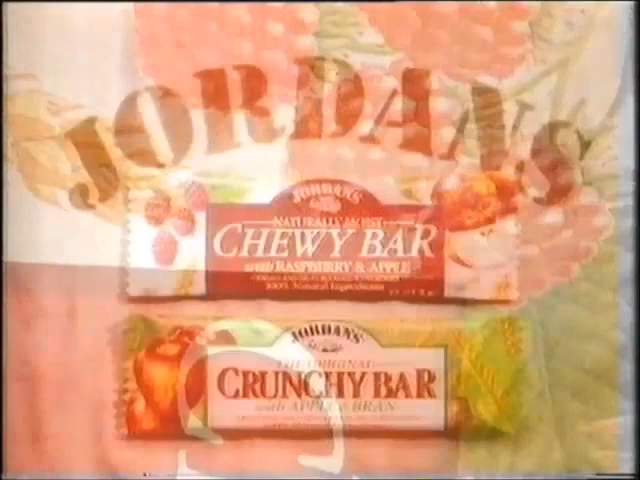 JORDANS
JORDANS
NATURALLY MOIST
CHEWY BAR
with RASPBERRY & APPLE
100% Natural Ingredients
JORDANS
THE ORIGINAL
CRUNCHY BAR
with APPLE & BRAN